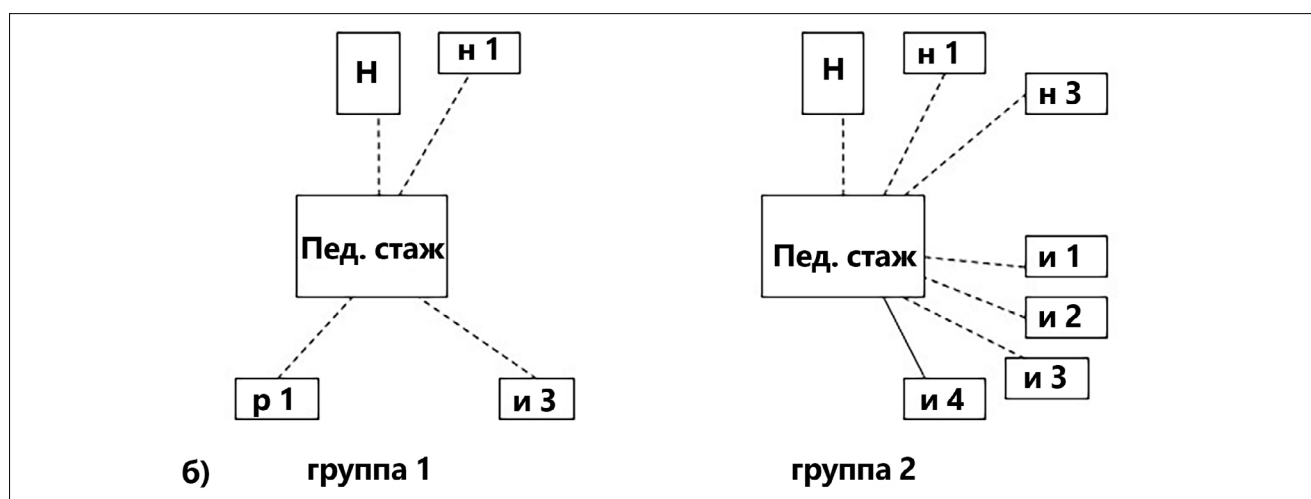 Н
н 1
Пед. стаж
р 1
и 3
Н
н 1
н 3
Пед. стаж
и 1
и 2
и 3
и 4
б)
группа 1
группа 2